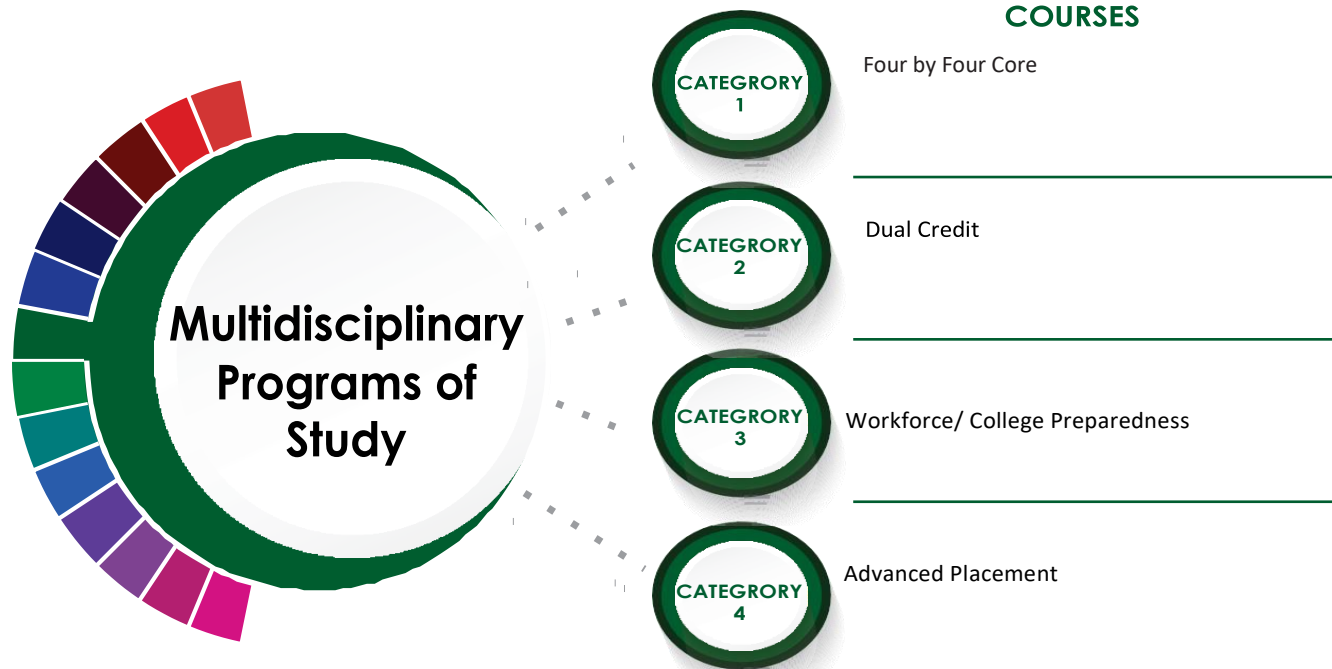 COURSES
CATEGRORY
1
Four by Four Core
CATEGRORY
2
Dual Credit
Multidisciplinary
Programs of
Study
CATEGRORY
3
Workforce/ College Preparedness
CATEGRORY
4
Advanced Placement